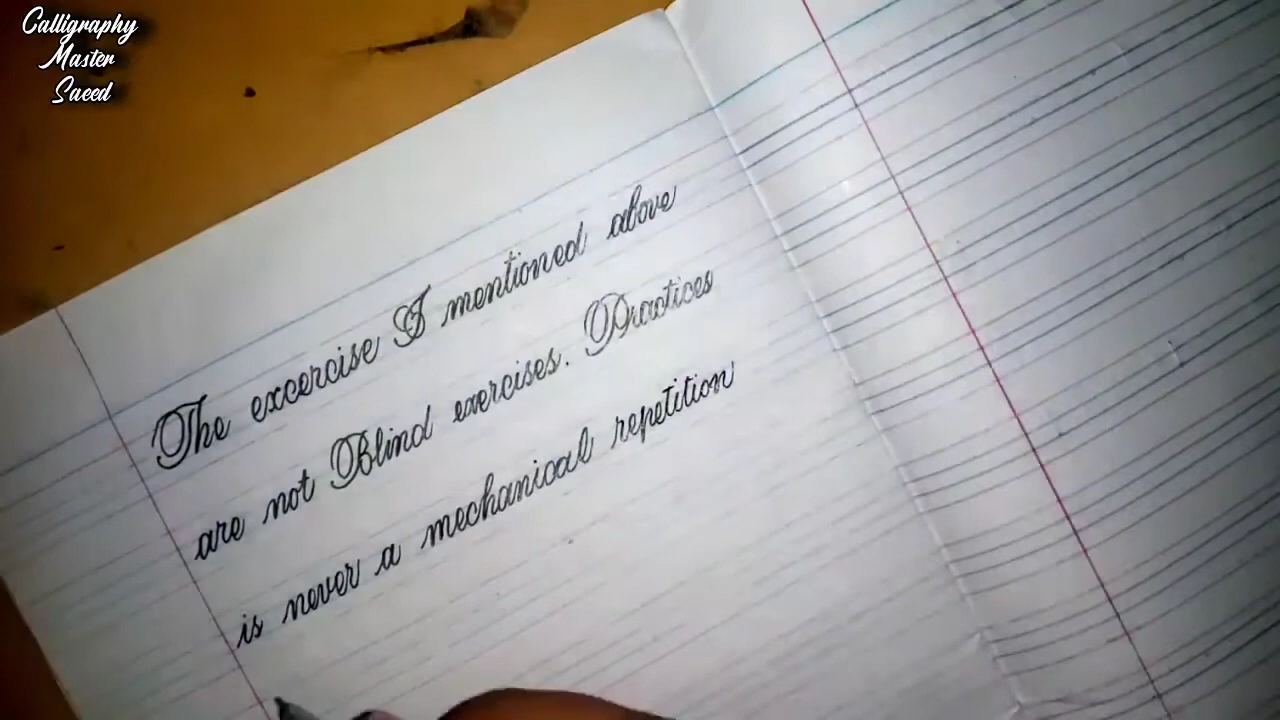 Calligraphy
Master
Saeed
The excercise I mentioned above
are not Blind exercises. Practices
is never a mechanical repetition